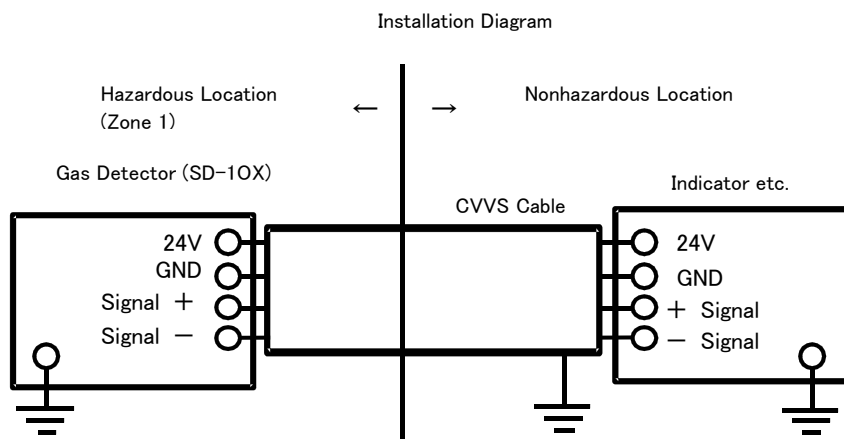 Installation Diagram
Hazardous Location
(Zone 1)
← →
Nonhazardous Location
Gas Detector (SD-1OX)
Indicator etc.
CVVS Cable
24V
GND
Signal +
Signal −
24V
GND
+ Signal
− Signal